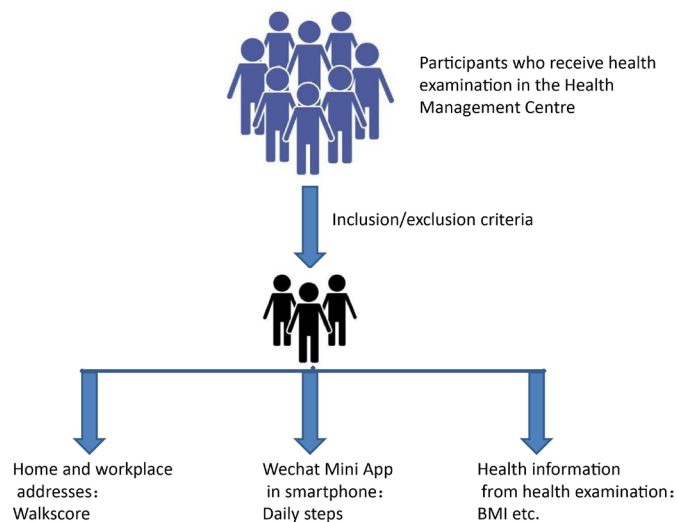 Participants who receive health
examination in the Health
Management Centre
Inclusion/exclusion criteria
Home and workplace
addresses：
Walkscore
Wechat Mini App
in smartphone：
Daily steps
Health information
from health examination：
BMI etc.